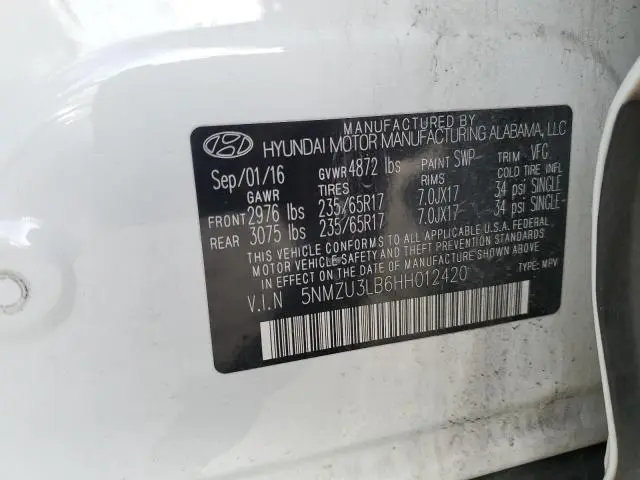 MANUFACTURED BY
HYUNDAI MOTOR MANUFACTURING ALABAMA, LLC
Sep/01/16 GVWR 4872 lbs PAINT SWP TRIM VFC
GAWR TIRES RIMS COLD TIRE INFL
FRONT 2976 lbs 235/65R17 7.0JX17 34 psi SINGLE
REAR 3075 lbs 235/65R17 7.0JX17 34 psi SINGLE
THIS VEHICLE CONFORMS TO ALL APPLICABLE U.S.A. FEDERAL
MOTOR VEHICLE SAFETY AND THEFT PREVENTION STANDARDS
IN EFFECT ON THE DATE OF MANUFACTURE SHOWN ABOVE.
V.I.N 5NMZU3LB6HH012420 TYPE: MPV